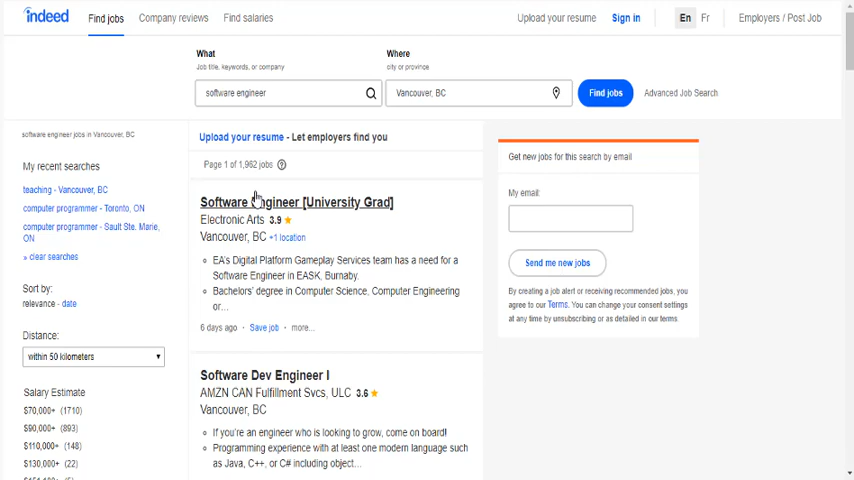 indeed
Find jobs
Company reviews
Find salaries
Upload your resume
Sign in
En
Fr
Employers / Post Job
What
Job title, keywords, or company
software engineer
Where
city or province
Vancouver, BC
Find jobs
Advanced Job Search
software engineer jobs in Vancouver, BC
My recent searches
teaching - Vancouver, BC
computer programmer - Toronto, ON
computer programmer - Sault Ste. Marie,
ON
» clear searches
Sort by:
relevance - date
Distance:
within 50 kilometers
Salary Estimate
$70,000+ (1710)
$90,000+ (893)
$110,000+ (148)
$130,000+ (22)
Upload your resume - Let employers find you
Page 1 of 1,962 jobs
Software Engineer [University Grad]
Electronic Arts 3.9
Vancouver, BC +1 location
EA's Digital Platform Gameplay Services team has a need for a
Software Engineer in EASK, Burnaby.
Bachelors' degree in Computer Science, Computer Engineering
or…
6 days ago - Save job - more...
Software Dev Engineer I
AMZN CAN Fulfillment Svcs, ULC 3.6
Vancouver, BC
If you're an engineer who is looking to grow, come on board!
Programming experience with at least one modern language such
as Java, C++, or C# including object…
Get new jobs for this search by email
My email:
Send me new jobs
By creating a job alert or receiving recommended jobs, you
agree to our Terms. You can change your consent settings
at any time by unsubscribing or as detailed in our terms.